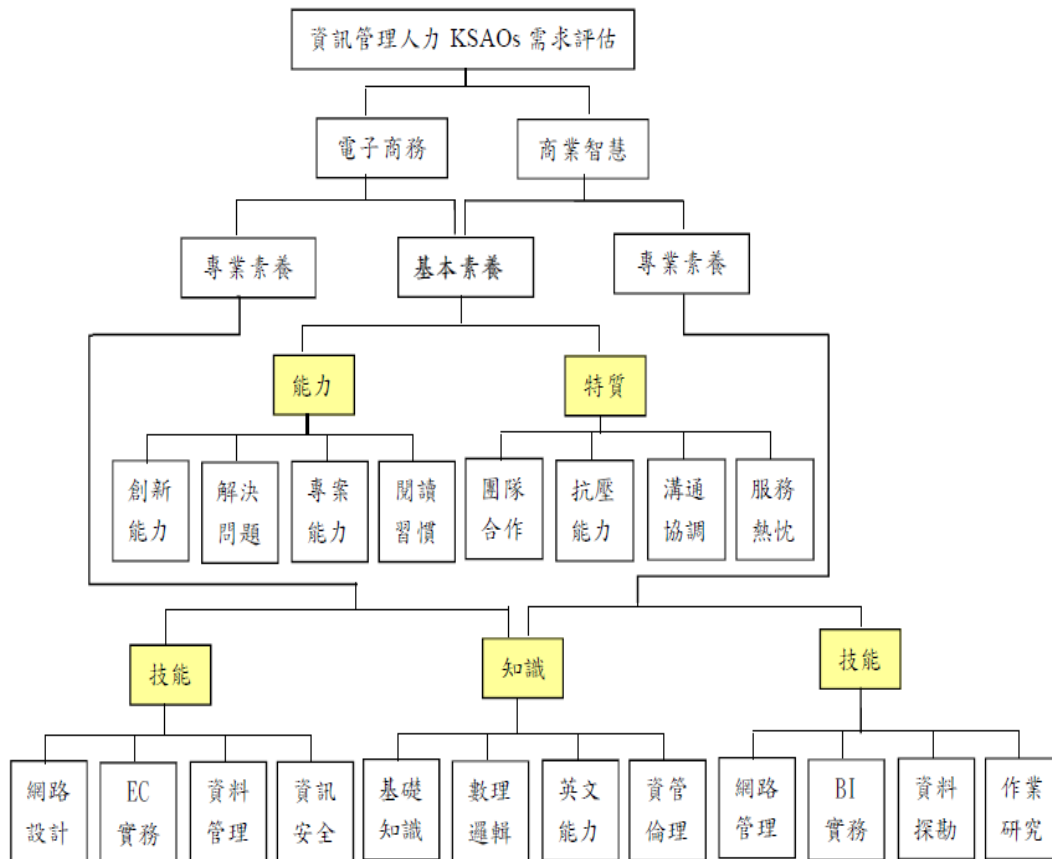 資訊管理人力 KSAOs 需求評估
電子商務
商業智慧
專業素養
基本素養
專業素養
能力
特質
創新
能力
解決
問題
專案
能力
閱讀
習慣
團隊
合作
抗壓
能力
溝通
協調
服務
熱忱
技能
知識
技能
網路
設計
EC
實務
資料
管理
資訊
安全
基礎
知識
數理
邏輯
英文
能力
資管
倫理
網路
管理
BI
實務
資料
探勘
作業
研究